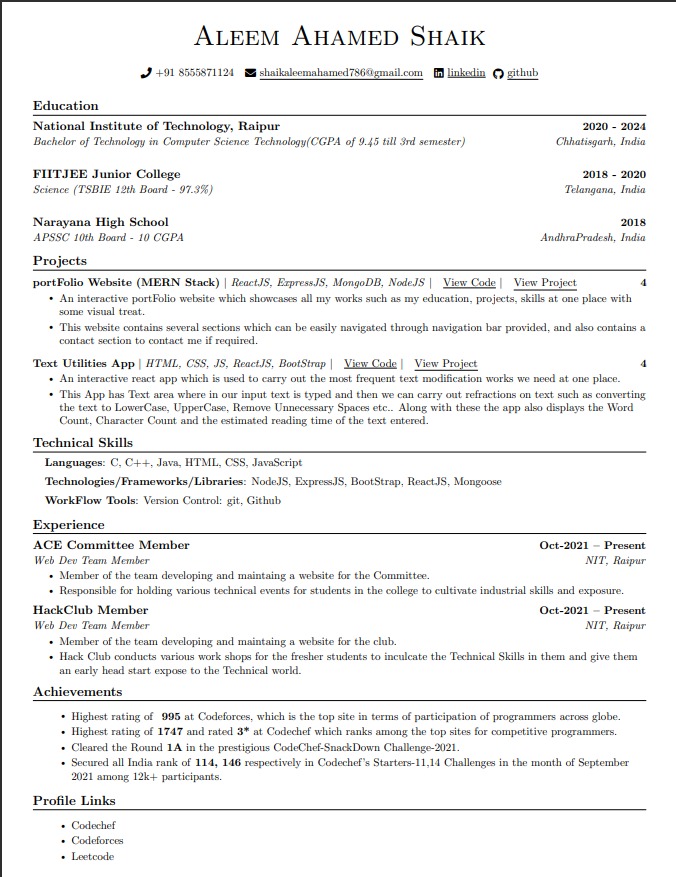 Aleem Ahamed Shaik
+91 8555871124 shaikaleemahamed786@gmail.com linkedin github
Education
National Institute of Technology, Raipur 2020 - 2024
Bachelor of Technology in Computer Science Technology(CGPA of 9.45 till 3rd semester) Chhatisgarh, India
FIITJEE Junior College 2018 - 2020
Science (TSBIE 12th Board - 97.3%) Telangana, India
Narayana High School 2018
APSSC 10th Board - 10 CGPA AndhraPradesh, India
Projects
portFolio Website (MERN Stack) | ReactJS, ExpressJS, MongoDB, NodeJS | View Code | View Project 4
• An interactive portFolio website which showcases all my works such as my education, projects, skills at one place with
some visual treat.
• This website contains several sections which can be easily navigated through navigation bar provided, and also contains a
contact section to contact me if required.
Text Utilities App | HTML, CSS, JS, ReactJS, BootStrap | View Code | View Project 4
• An interactive react app which is used to carry out the most frequent text modification works we need at one place.
• This App has Text area where in our input text is typed and then we can carry out refractions on text such as converting
the text to LowerCase, UpperCase, Remove Unnecessary Spaces etc.. Along with these the app also displays the Word
Count, Character Count and the estimated reading time of the text entered.
Technical Skills
Languages: C, C++, Java, HTML, CSS, JavaScript
Technologies/Frameworks/Libraries: NodeJS, ExpressJS, BootStrap, ReactJS, Mongoose
WorkFlow Tools: Version Control: git, Github
Experience
ACE Committee Member Oct-2021 – Present
Web Dev Team Member NIT, Raipur
• Member of the team developing and maintaing a website for the Committee.
• Responsible for holding various technical events for students in the college to cultivate industrial skills and exposure.
HackClub Member Oct-2021 – Present
Web Dev Team Member NIT, Raipur
• Member of the team developing and maintaing a website for the club.
• Hack Club conducts various work shops for the fresher students to inculcate the Technical Skills in them and give them
an early head start expose to the Technical world.
Achievements
• Highest rating of 995 at Codeforces, which is the top site in terms of participation of programmers across globe.
• Highest rating of 1747 and rated 3* at Codechef which ranks among the top sites for competitive programmers.
• Cleared the Round 1A in the prestigious CodeChef-SnackDown Challenge-2021.
• Secured all India rank of 114, 146 respectively in Codechef's Starters-11,14 Challenges in the month of September
2021 among 12k+ participants.
Profile Links
• Codechef
• Codeforces
• Leetcode